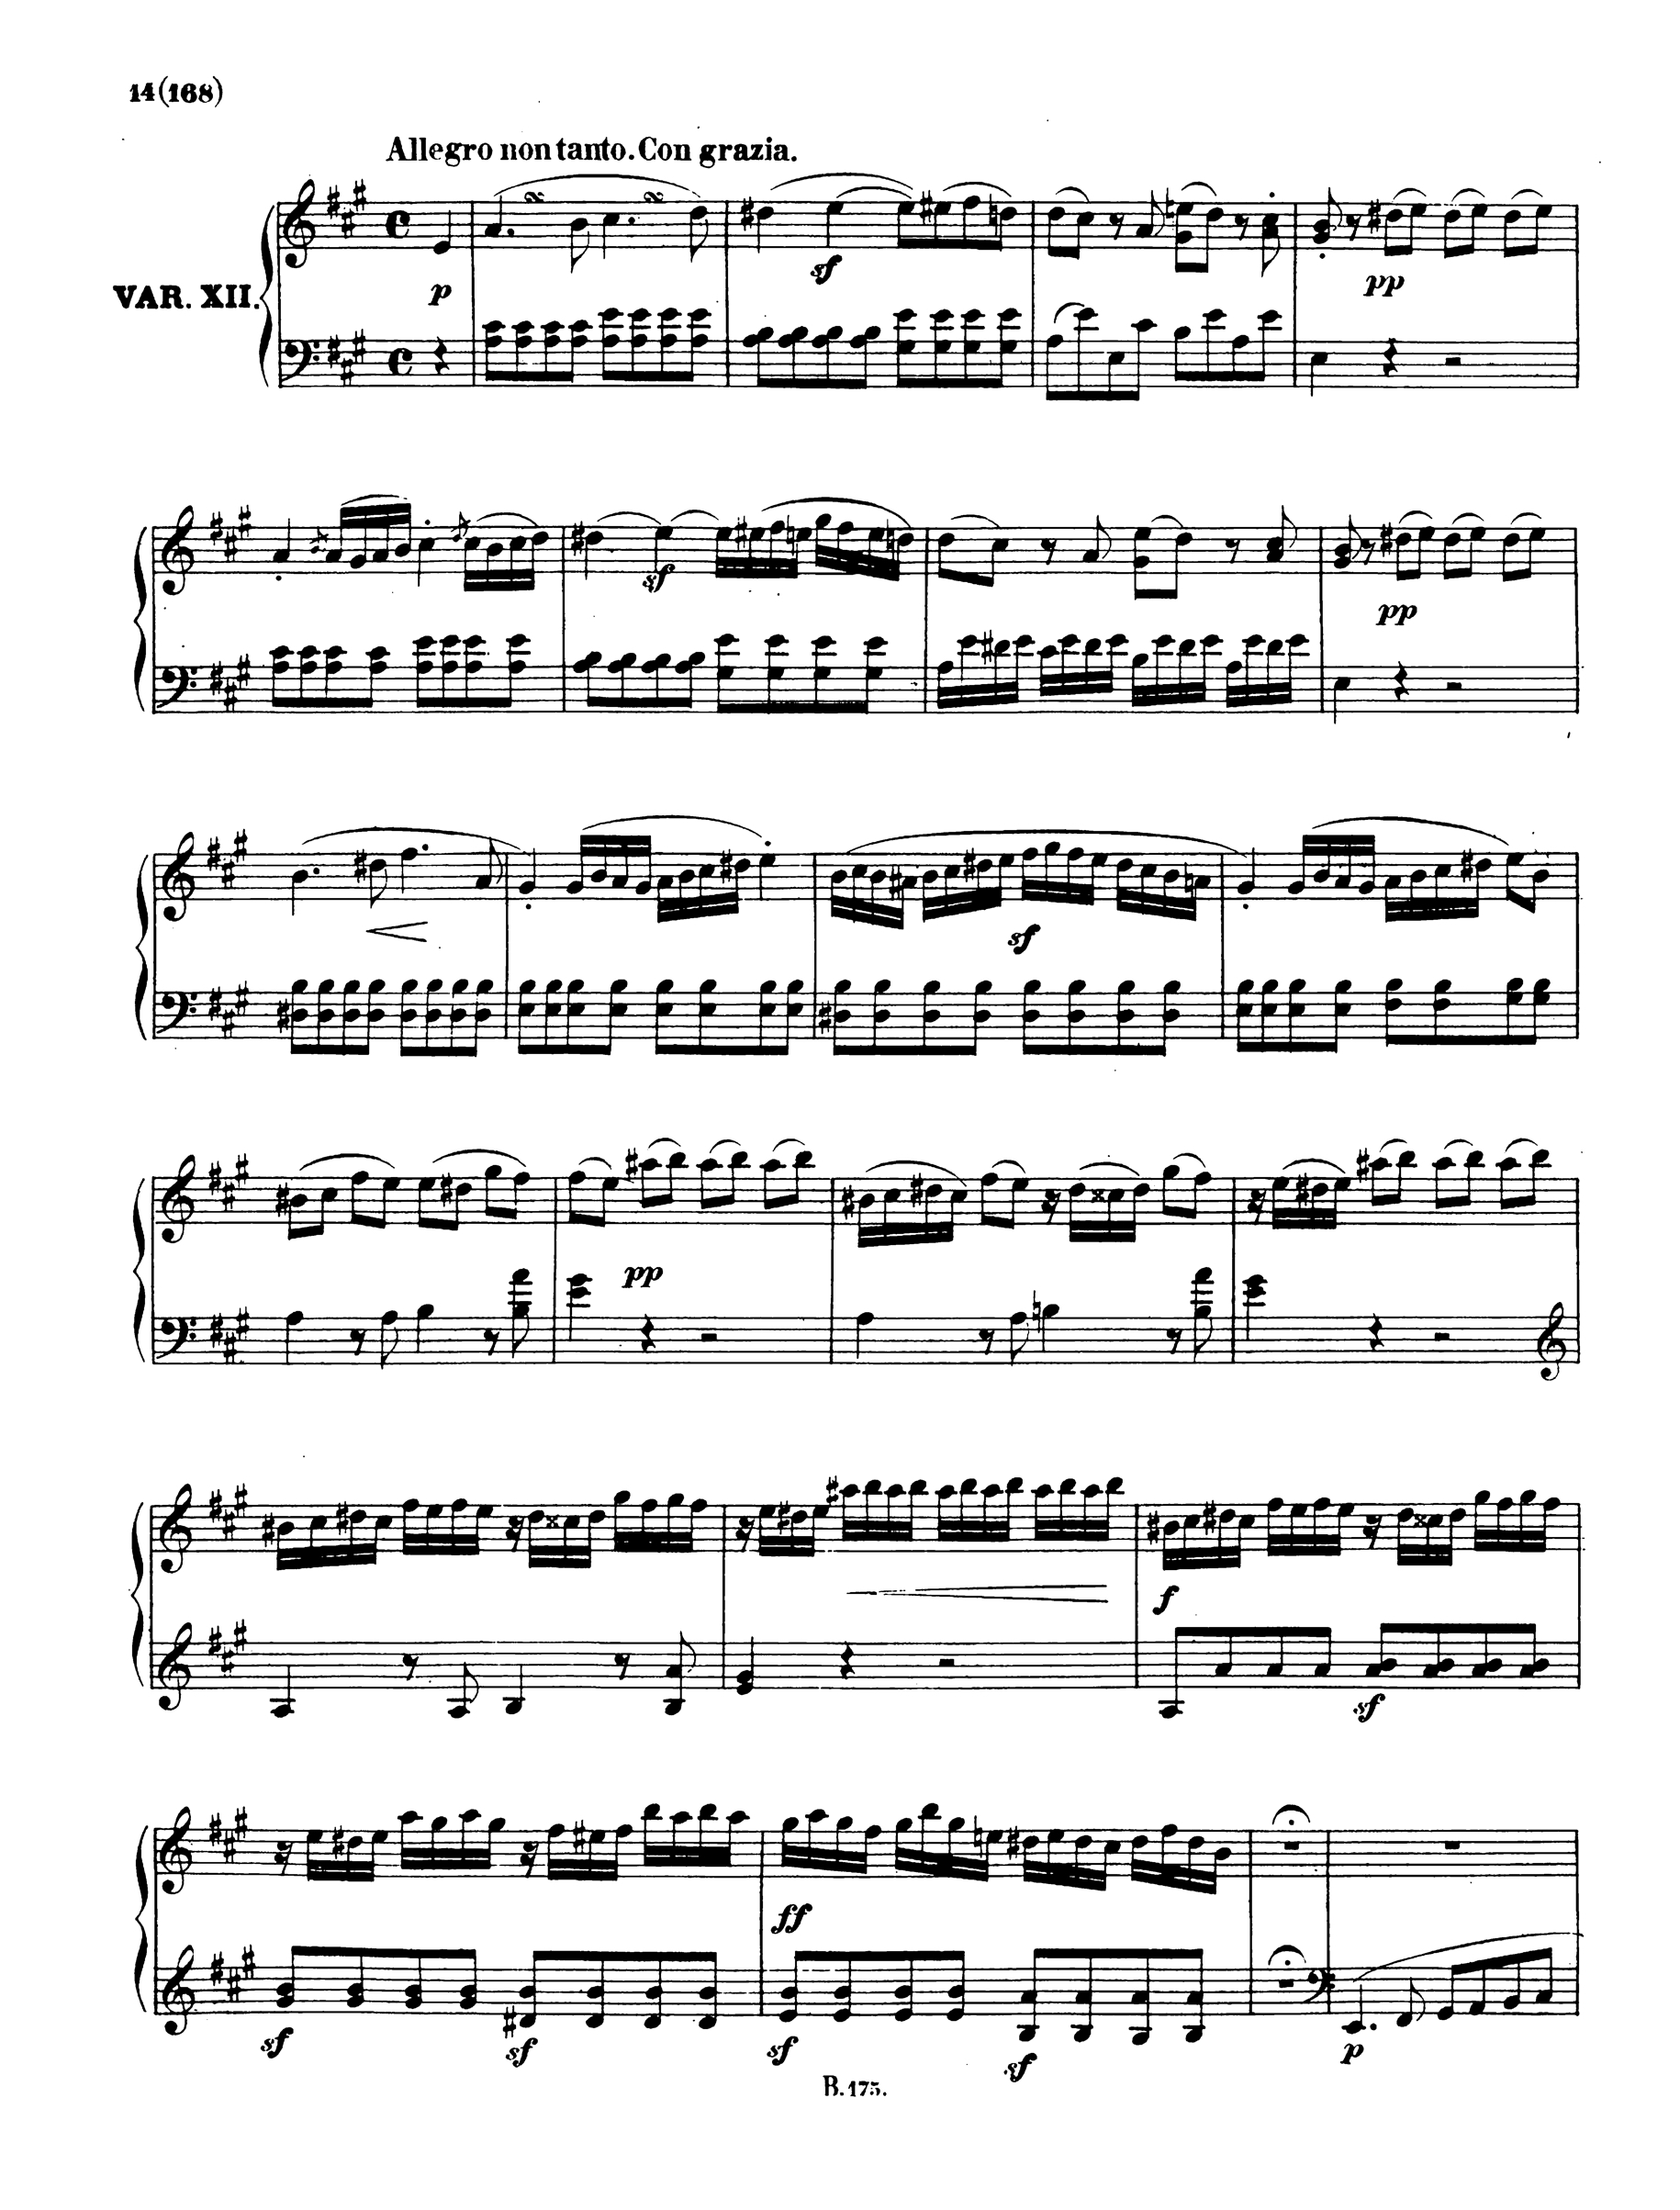 14(168)
Allegro non tanto. Con grazia.
VAR. XII.
p
sf
pp
sf
pp
sf
pp
f
sf
ff
sf
sf
sf
sf
p
B.175.